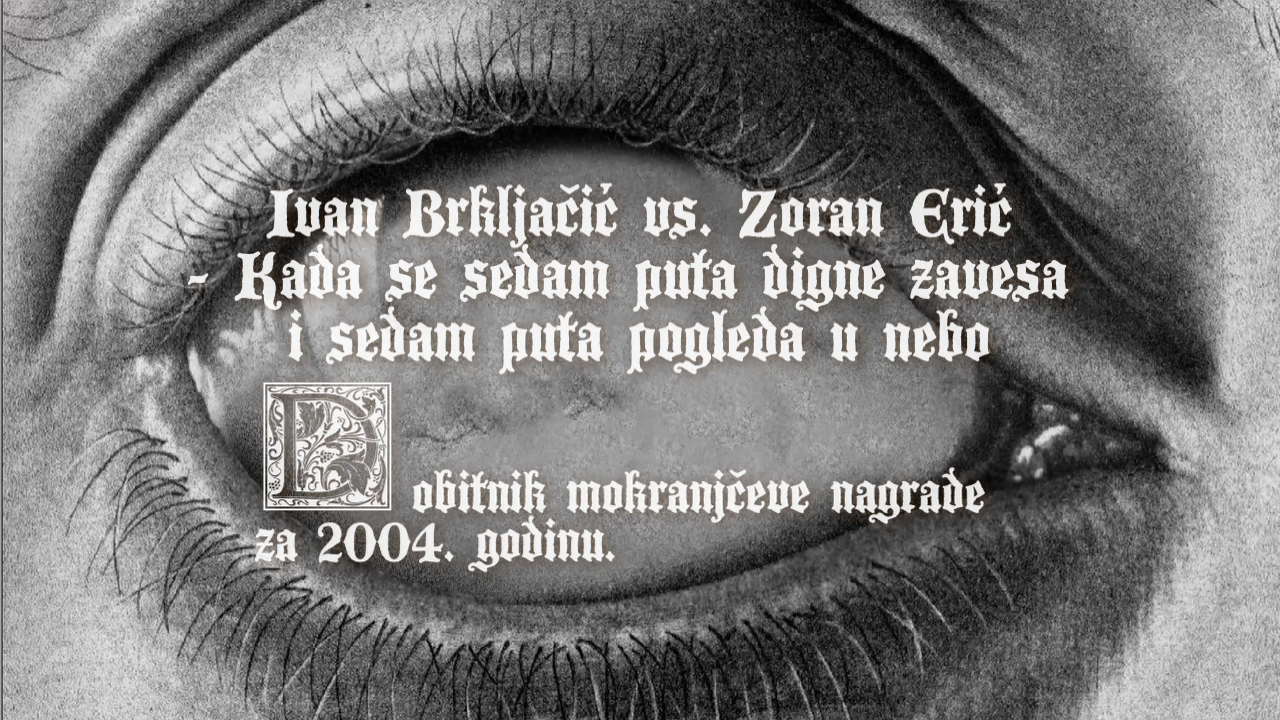 Ivan Brkljačić vs. Zoran Erić
- Kada se sedam puta digne zavesa
i sedam puta pogleda u nebo
Dobitnik mokranjčeve nagrade
za 2004. godinu.